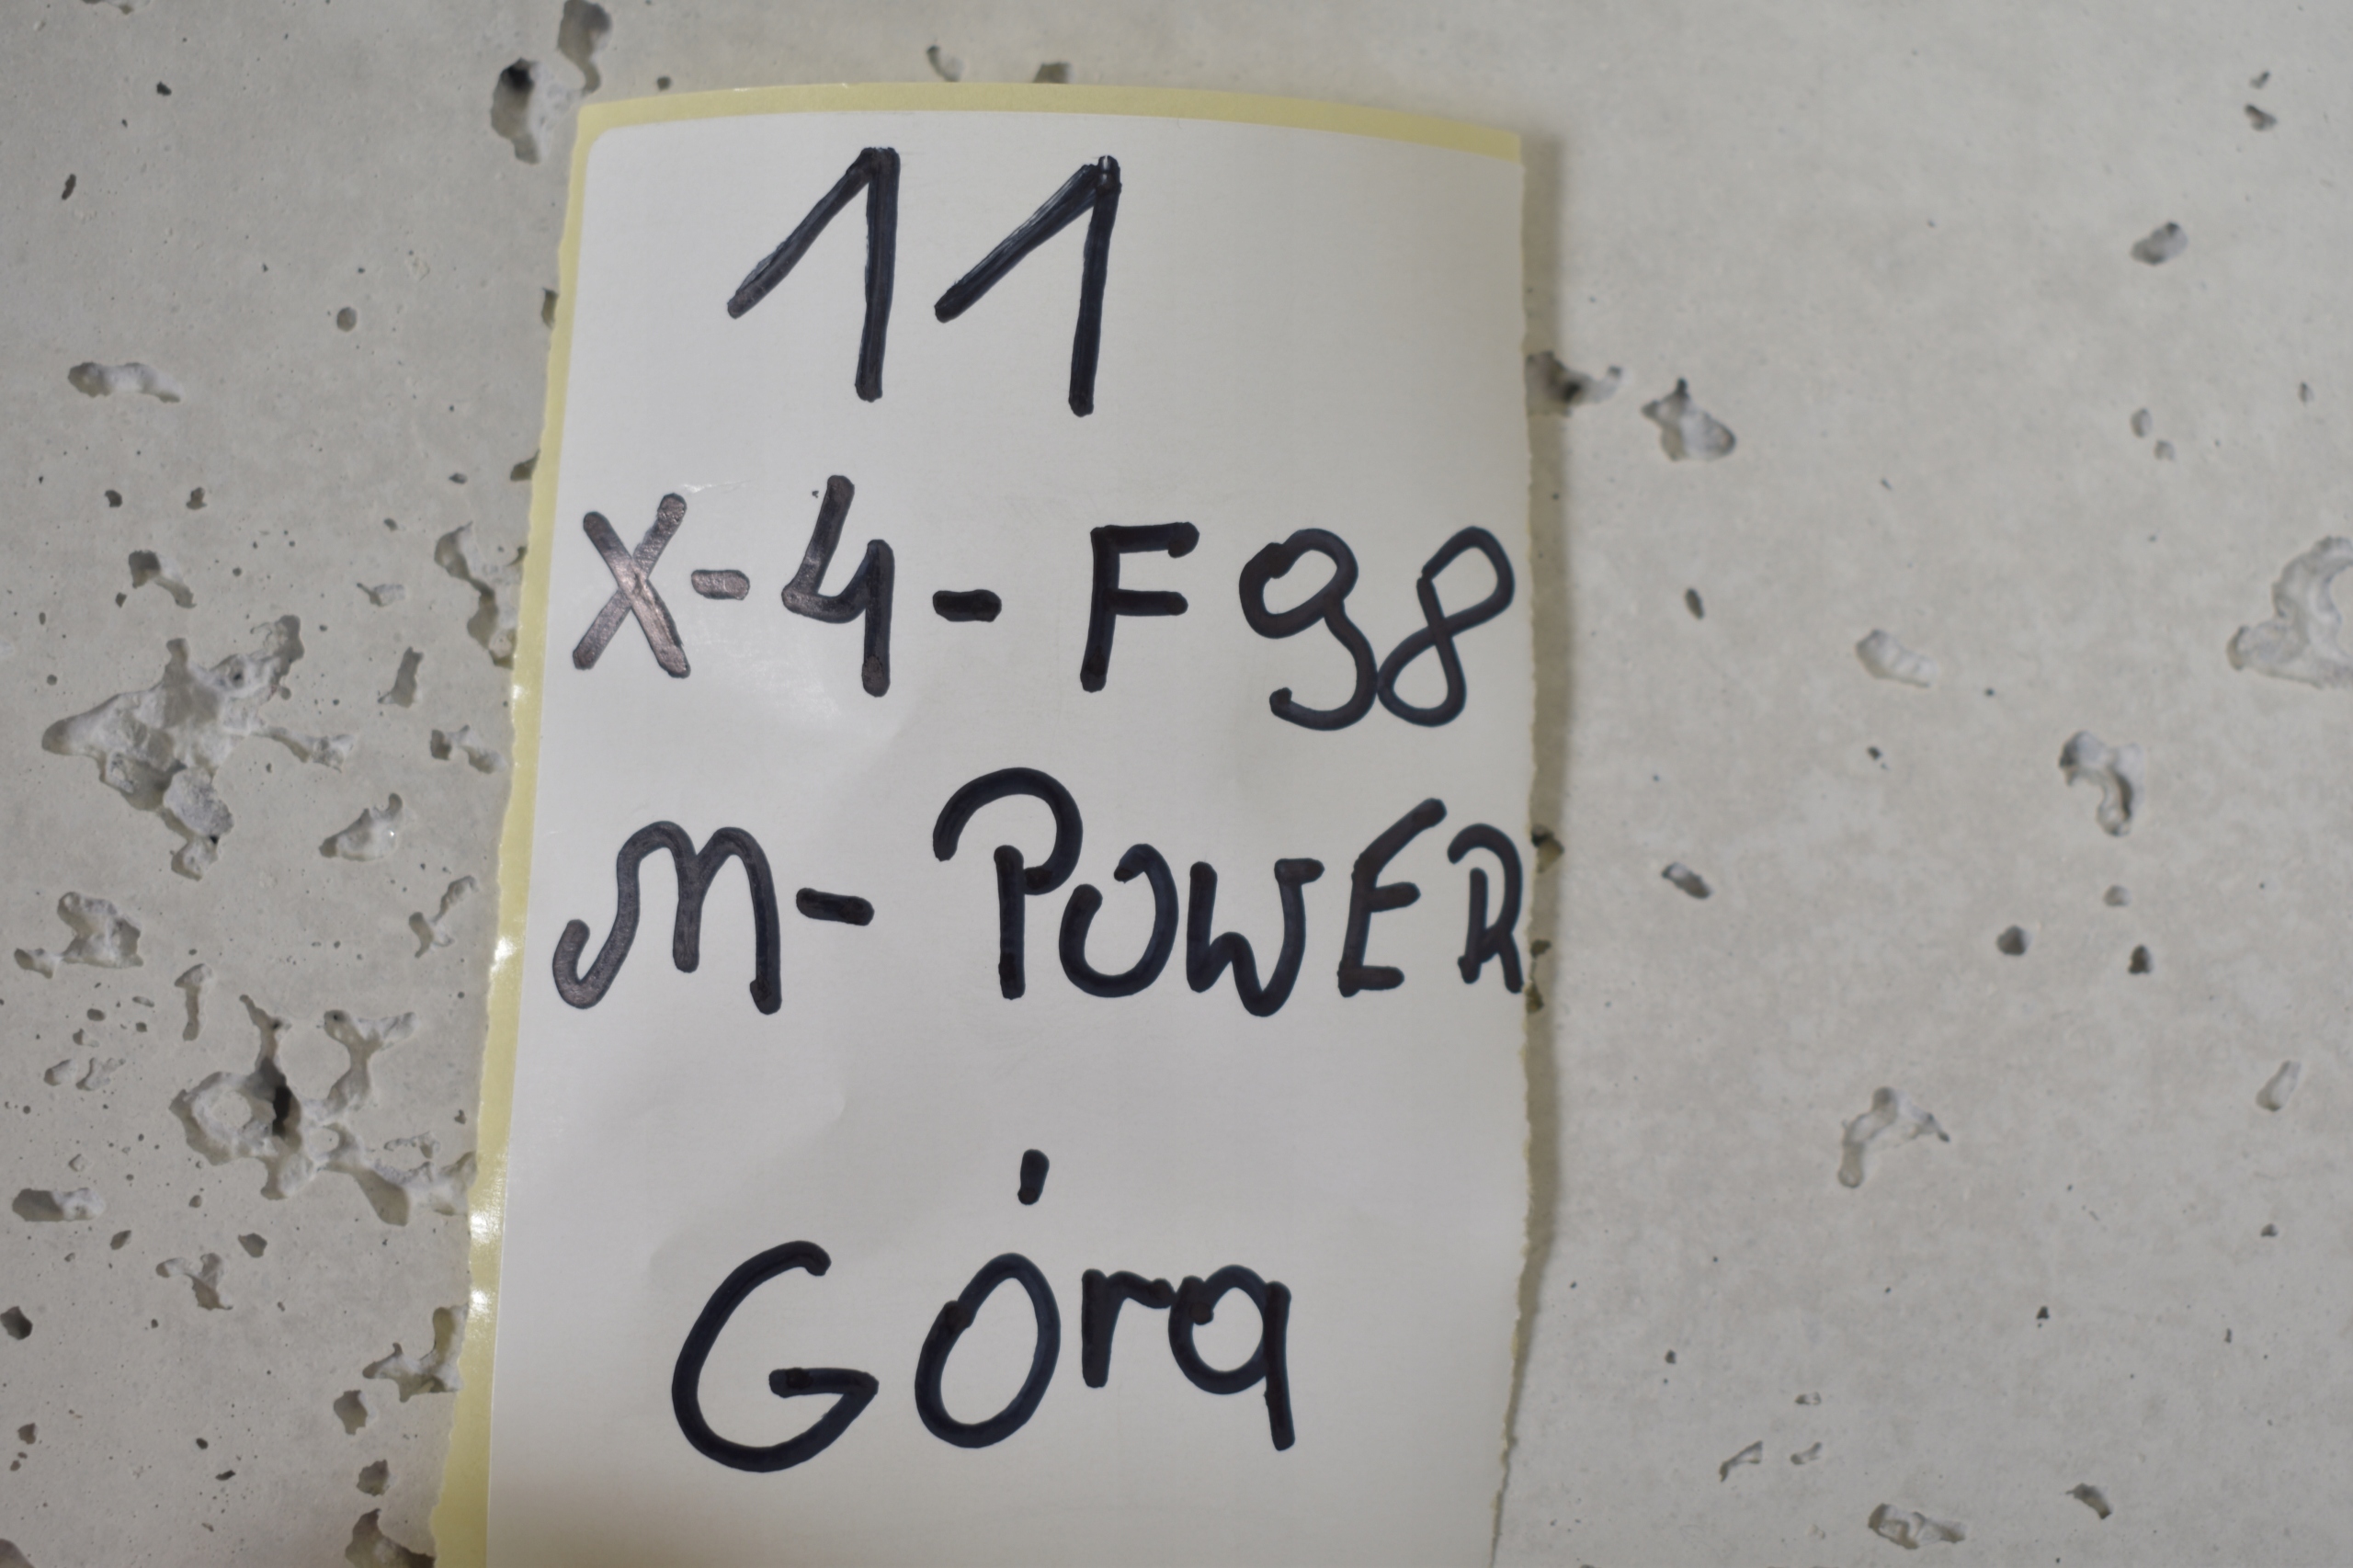 11
X-4-F98
M-POWER
Góra